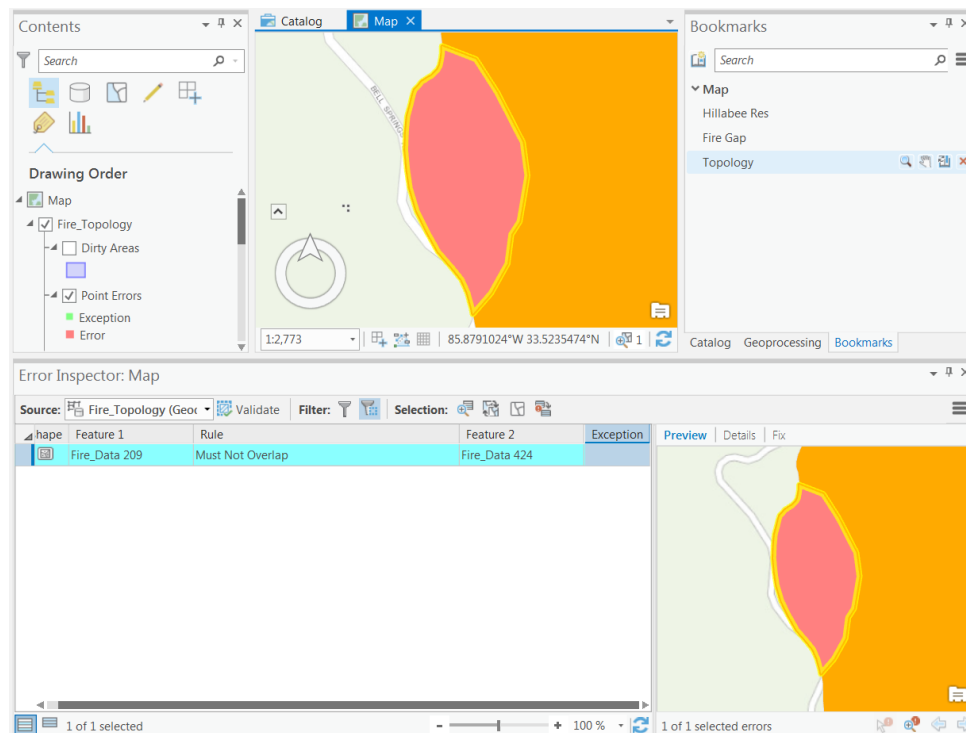 Contents
Search
Drawing Order
Map
Fire_Topology
Dirty Areas
Point Errors
Exception
Error
Catalog
Map
BELL SPRINGS
1:2,773
85.8791024°W 33.5235474°N
1
Bookmarks
Search
Map
Hillabee Res
Fire Gap
Topology
Catalog Geoprocessing Bookmarks
Error Inspector: Map
Source: Fire_Topology (Geoc Validate Filter: Selection:
hape Feature 1 Rule Feature 2 Exception
Fire_Data 209 Must Not Overlap Fire_Data 424
Preview Details Fix
1 of 1 selected
- + 100 %
1 of 1 selected errors